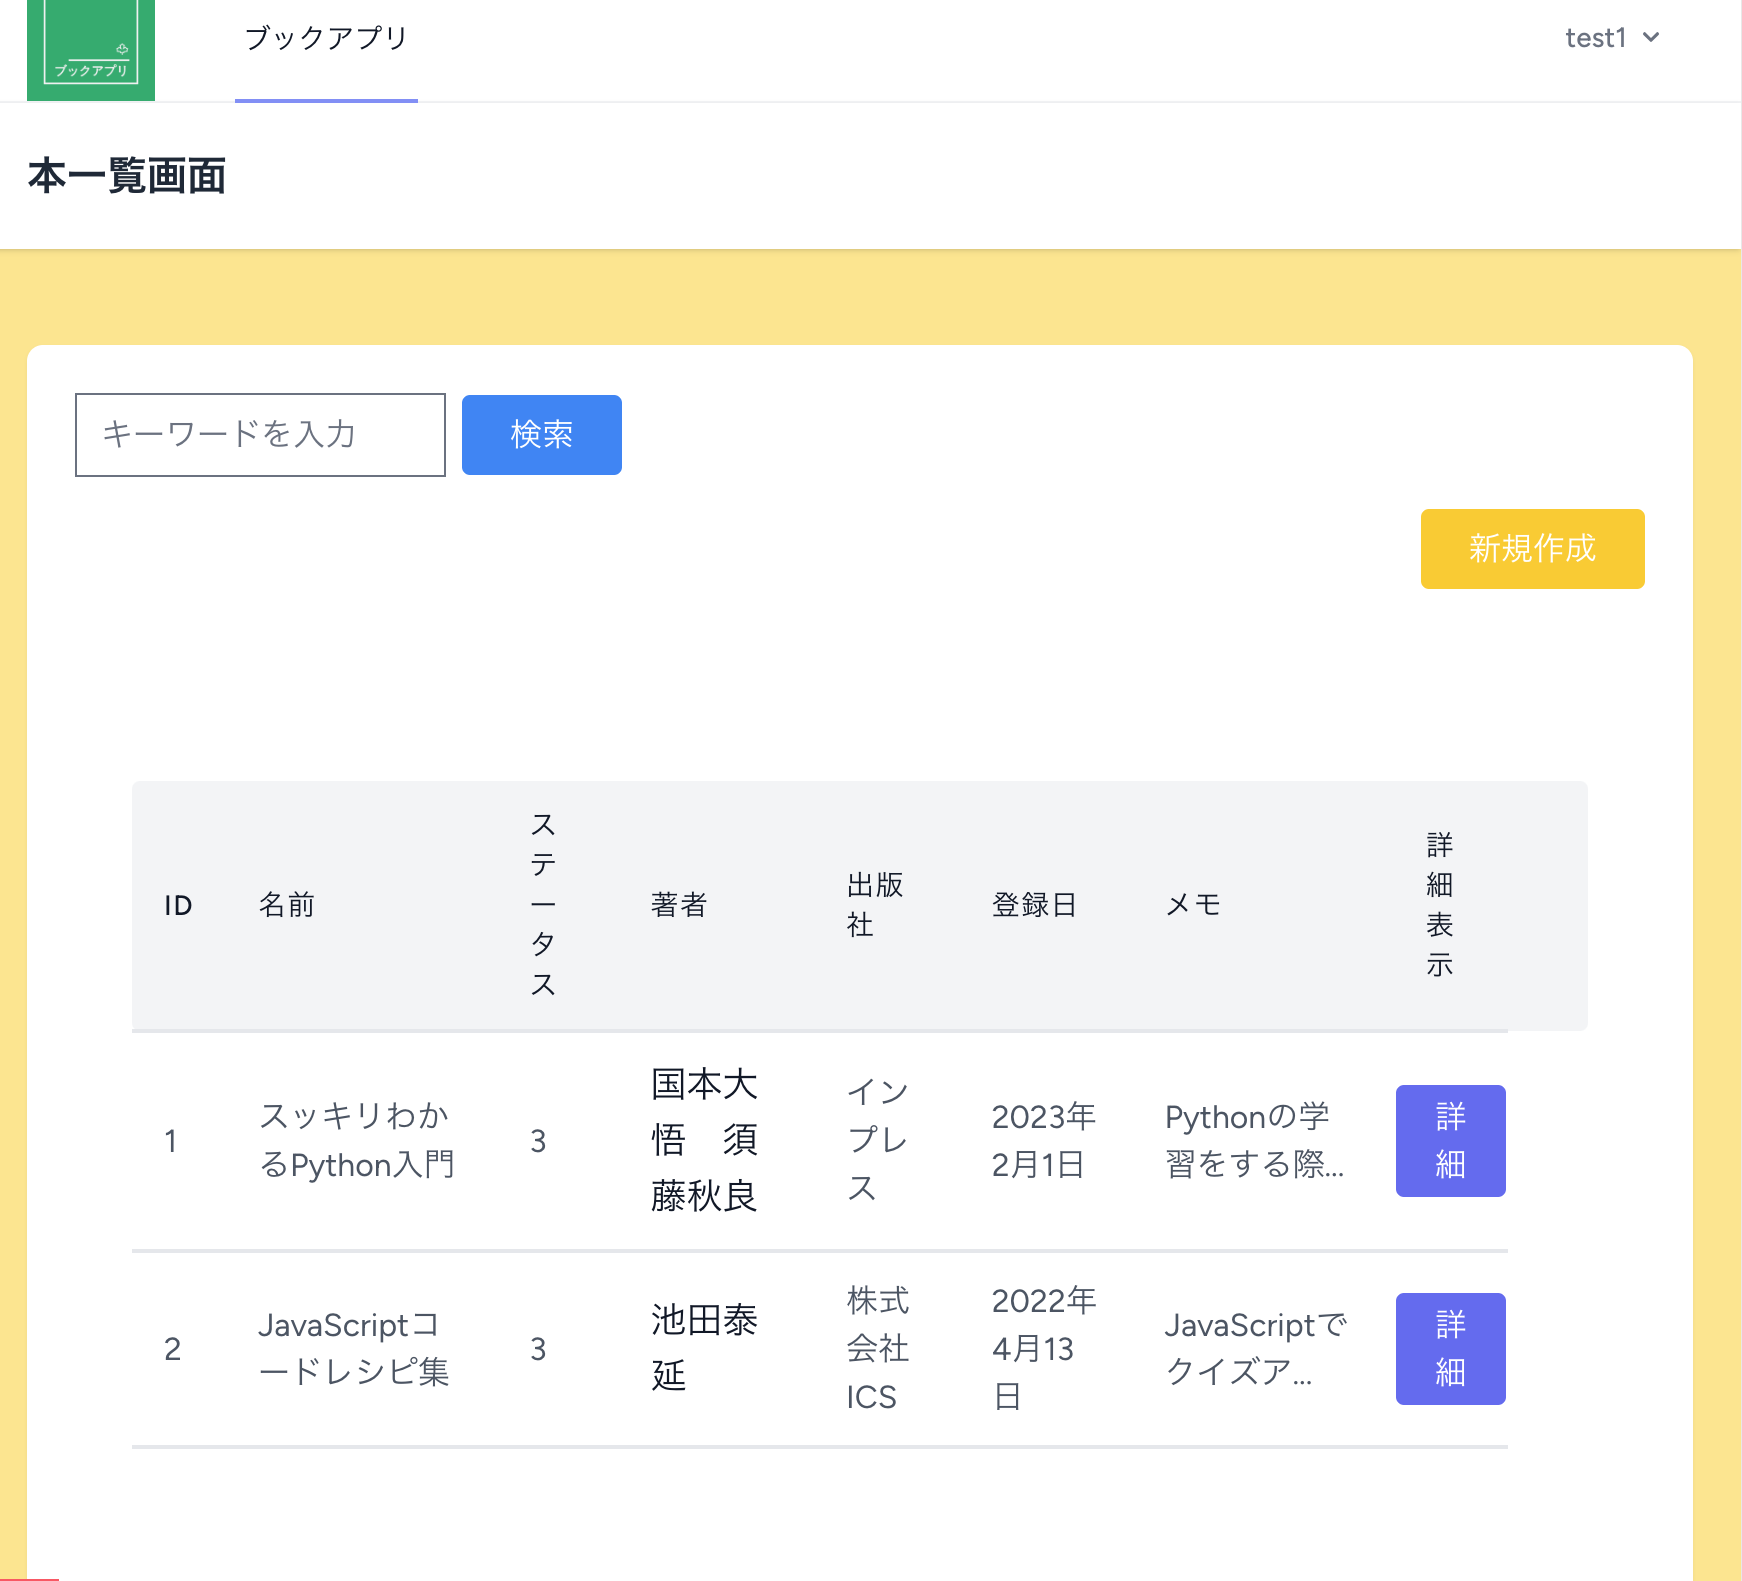 ブックアプリ
ブックアプリ
test1
本一覧画面
キーワードを入力
検索
新規作成
ID
名前
ス
テ
ー
タ
ス
著者
出版
社
登録日
メモ
詳
細
表
示
1
スッキリわか
るPython入門
3
国本大
悟　須
藤秋良
イン
プレ
ス
2023年
2月1日
Pythonの学
習をする際...
詳
細
2
JavaScriptコ
ードレシピ集
3
池田泰
延
株式
会社
ICS
2022年
4月13
日
JavaScriptで
クイズア...
詳
細